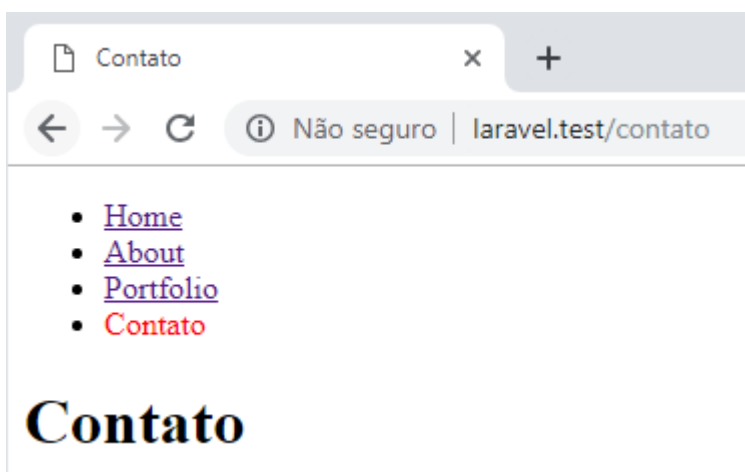 Contato
Não seguro | laravel.test/contato
Home
About
Portfolio
Contato
Contato